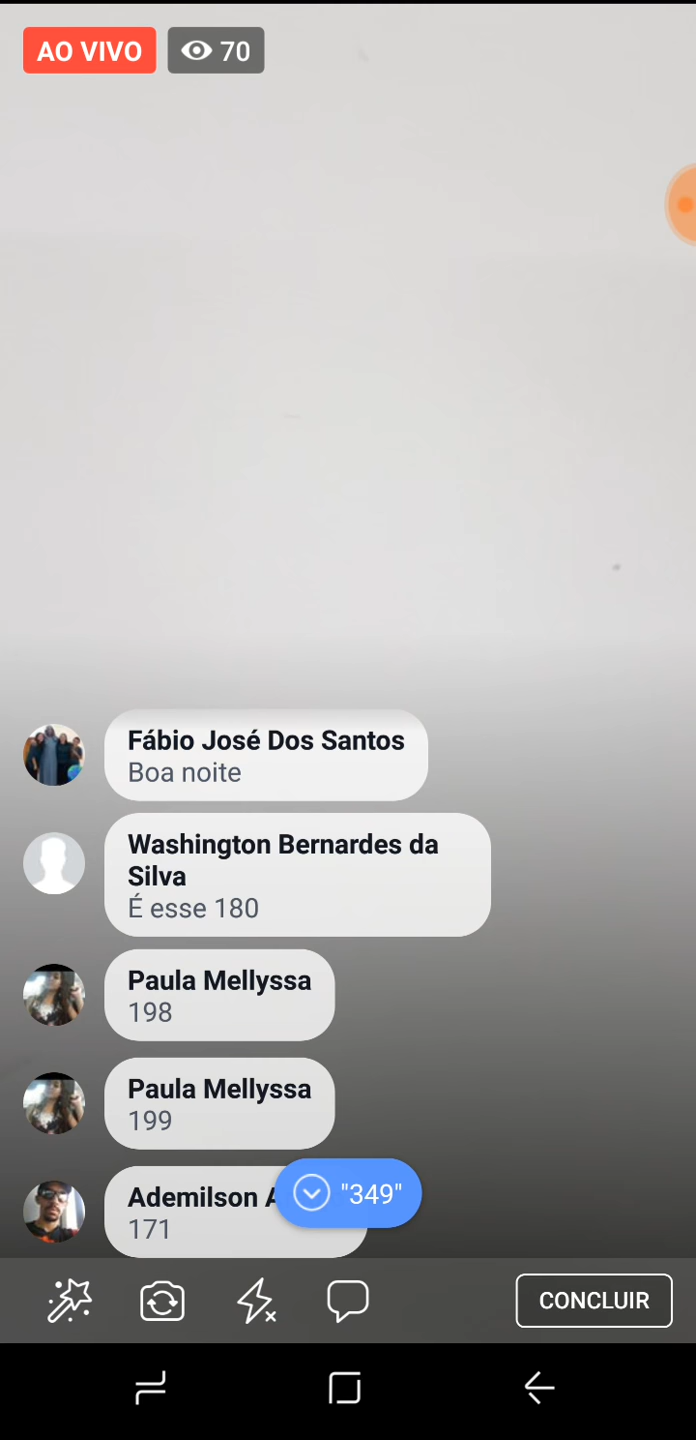 AO VIVO
70
Fábio José Dos Santos
Boa noite
Washington Bernardes da
Silva
É esse 180
Paula Mellyssa
198
Paula Mellyssa
199
Ademilson
"349"
171
CONCLUIR